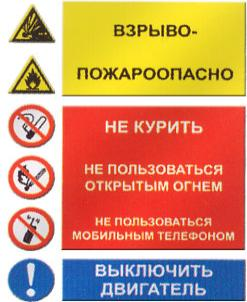 ВЗРЫВО-
ПОЖАРООПАСНО
НЕ КУРИТЬ
НЕ ПОЛЬЗОВАТЬСЯ
ОТКРЫТЫМ ОГНЕМ
НЕ ПОЛЬЗОВАТЬСЯ
МОБИЛЬНЫМ ТЕЛЕФОНОМ
ВЫКЛЮЧИТЬ
ДВИГАТЕЛЬ